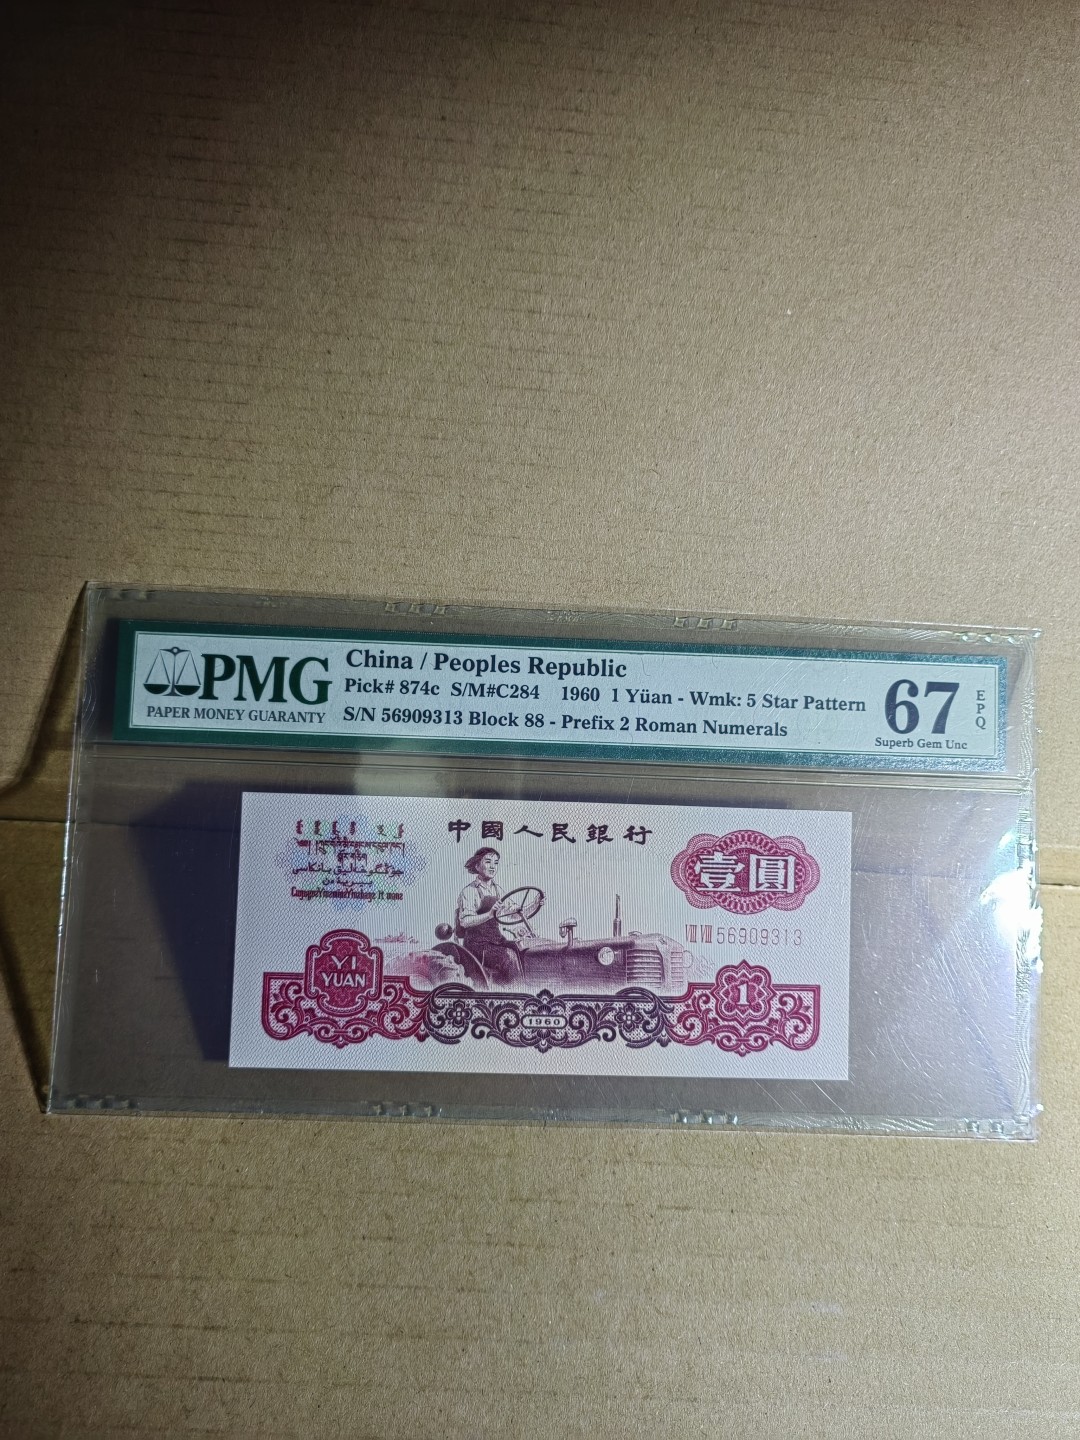 PMG
PAPER MONEY GUARANTY
China / Peoples Republic
Pick# 874c S/M#C284 1960 1 Yüan - Wmk: 5 Star Pattern
S/N 56909313 Block 88 - Prefix 2 Roman Numerals
67
EPQ
Superb Gem Unc
中國人民銀行
壹圓
VIII VIII 56909313
YI
YUAN
1960
1